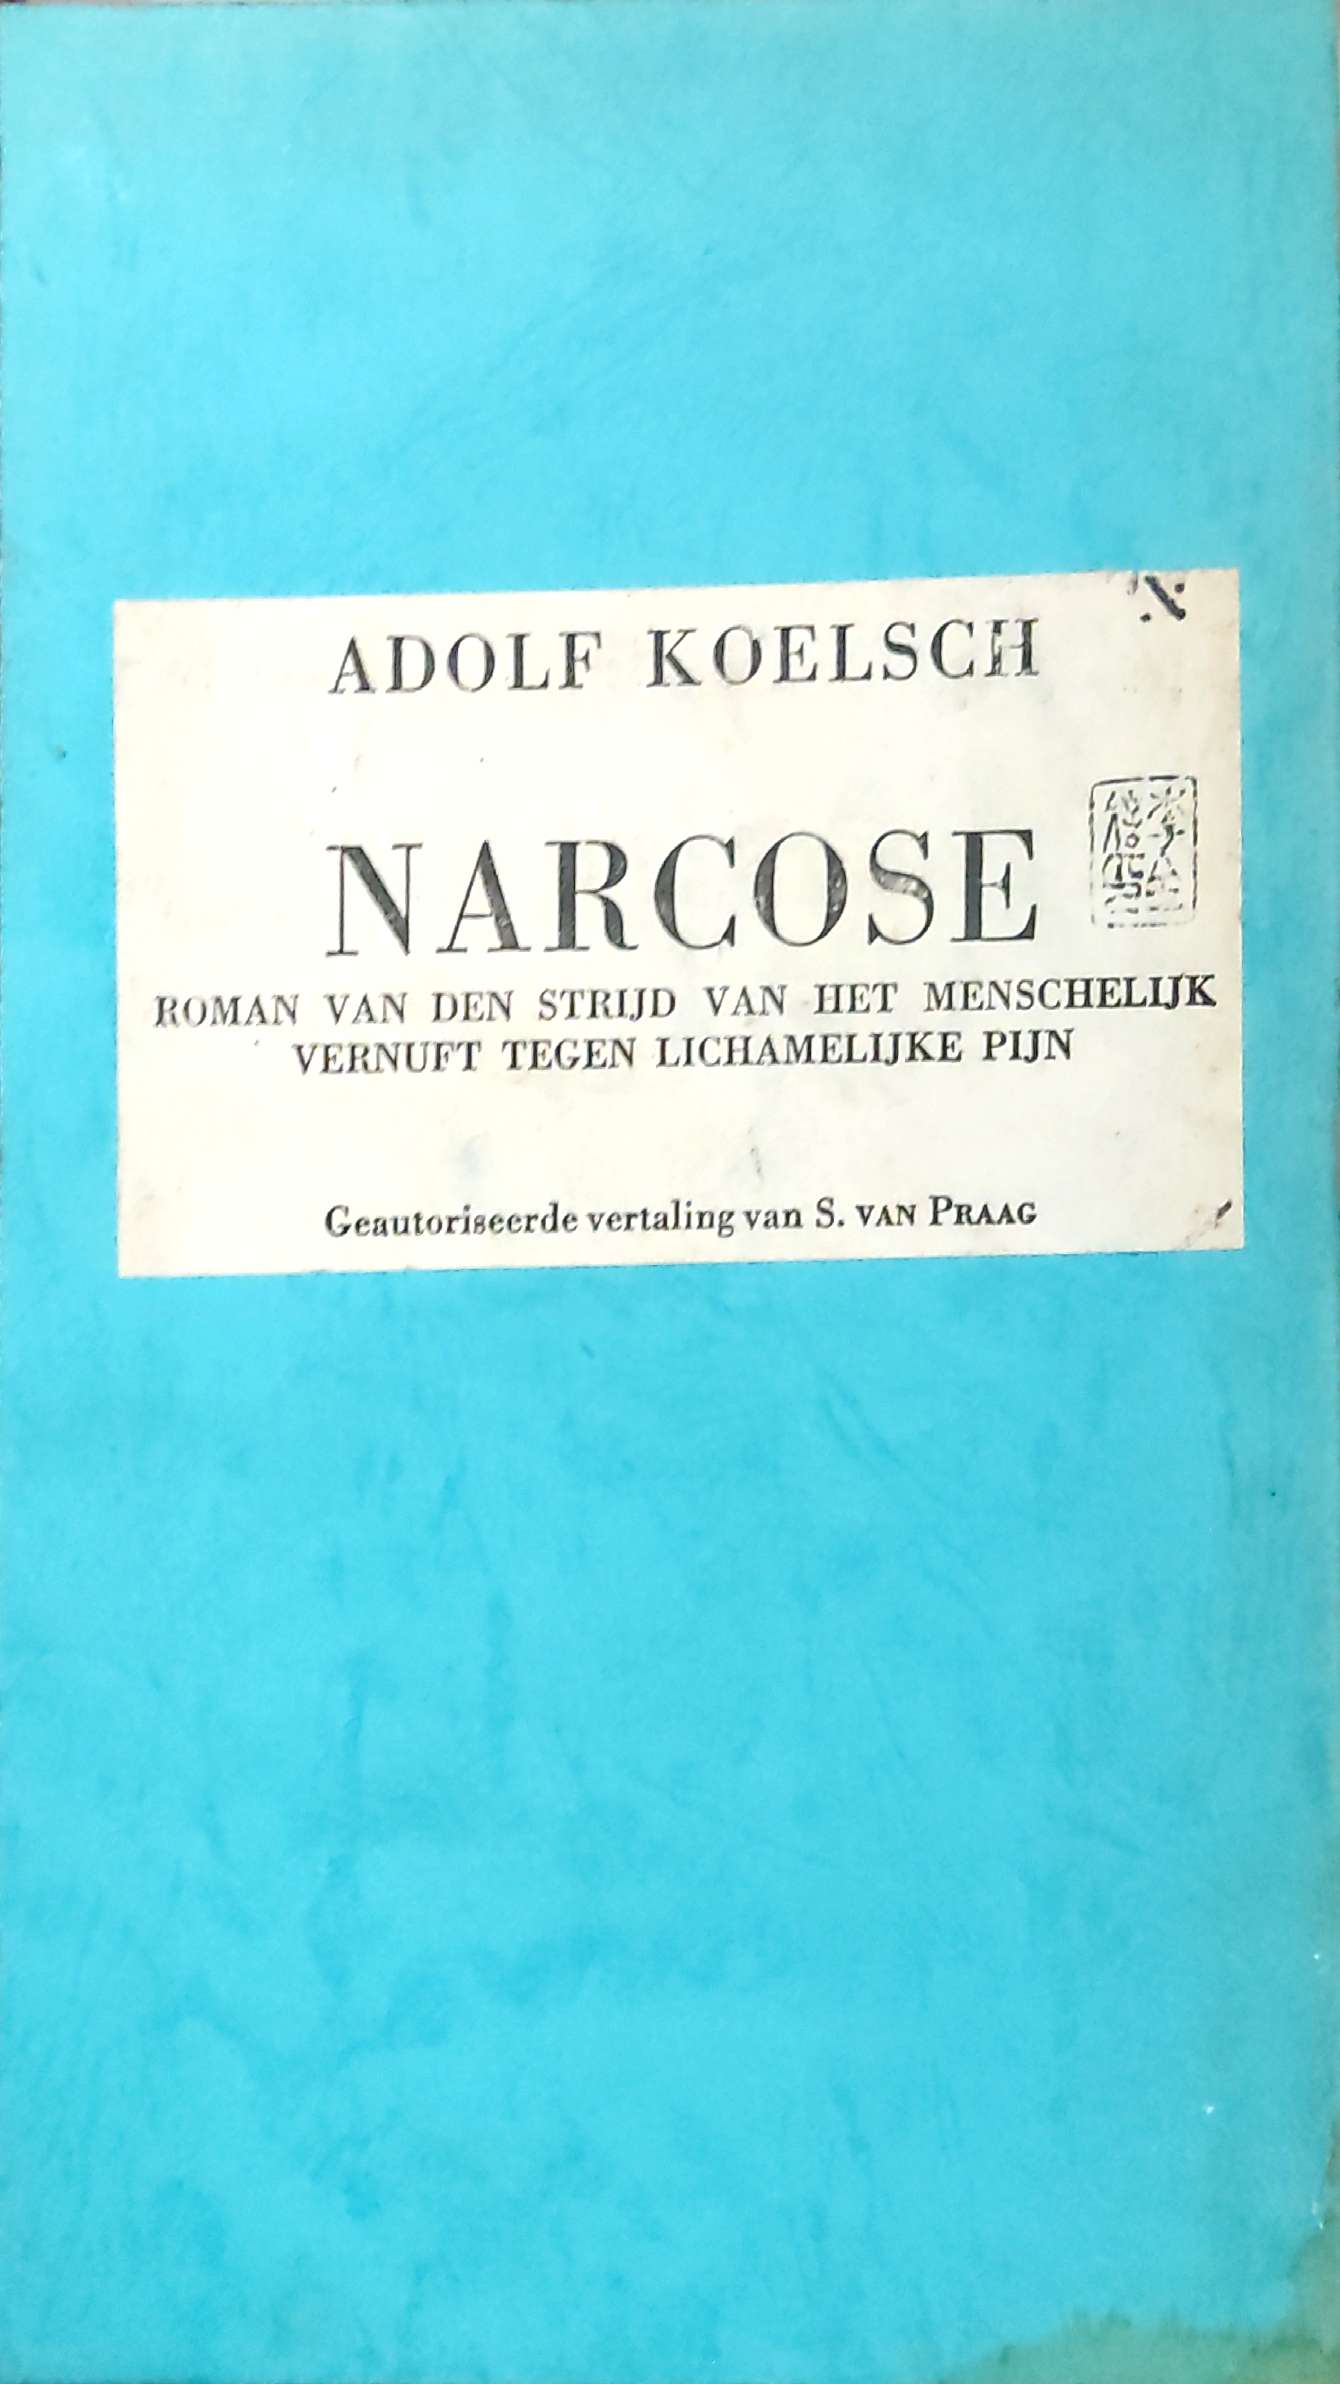 ADOLF KOELSCH
NARCOSE
ROMAN VAN DEN STRIJD VAN HET MENSCHELIJK
VERNUFT TEGEN LICHAMELIJKE PIJN
Geautoriseerde vertaling van S. VAN PRAAG